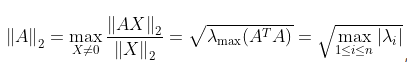 ‖A‖₂ = max_{X≠0} ‖AX‖₂ / ‖X‖₂ = √(λ_max(AᵀA)) = √(max_{1≤i≤n} |λᵢ|),